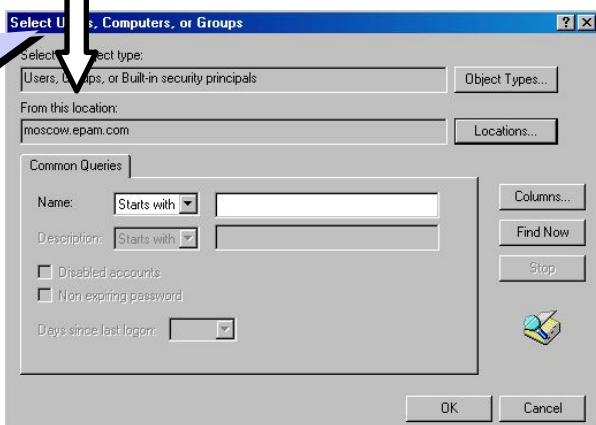 Select U s, Computers, or Groups
Select ect type:
Users, G ps, or Built-in security principals
Object Types...
From this location:
moscow.epam.com
Locations...
Common Queries
Name:
Starts with
Columns...
Description:
Starts with
Find Now
Disabled accounts
Stop
Non expiring password
Days since last logon:
OK
Cancel